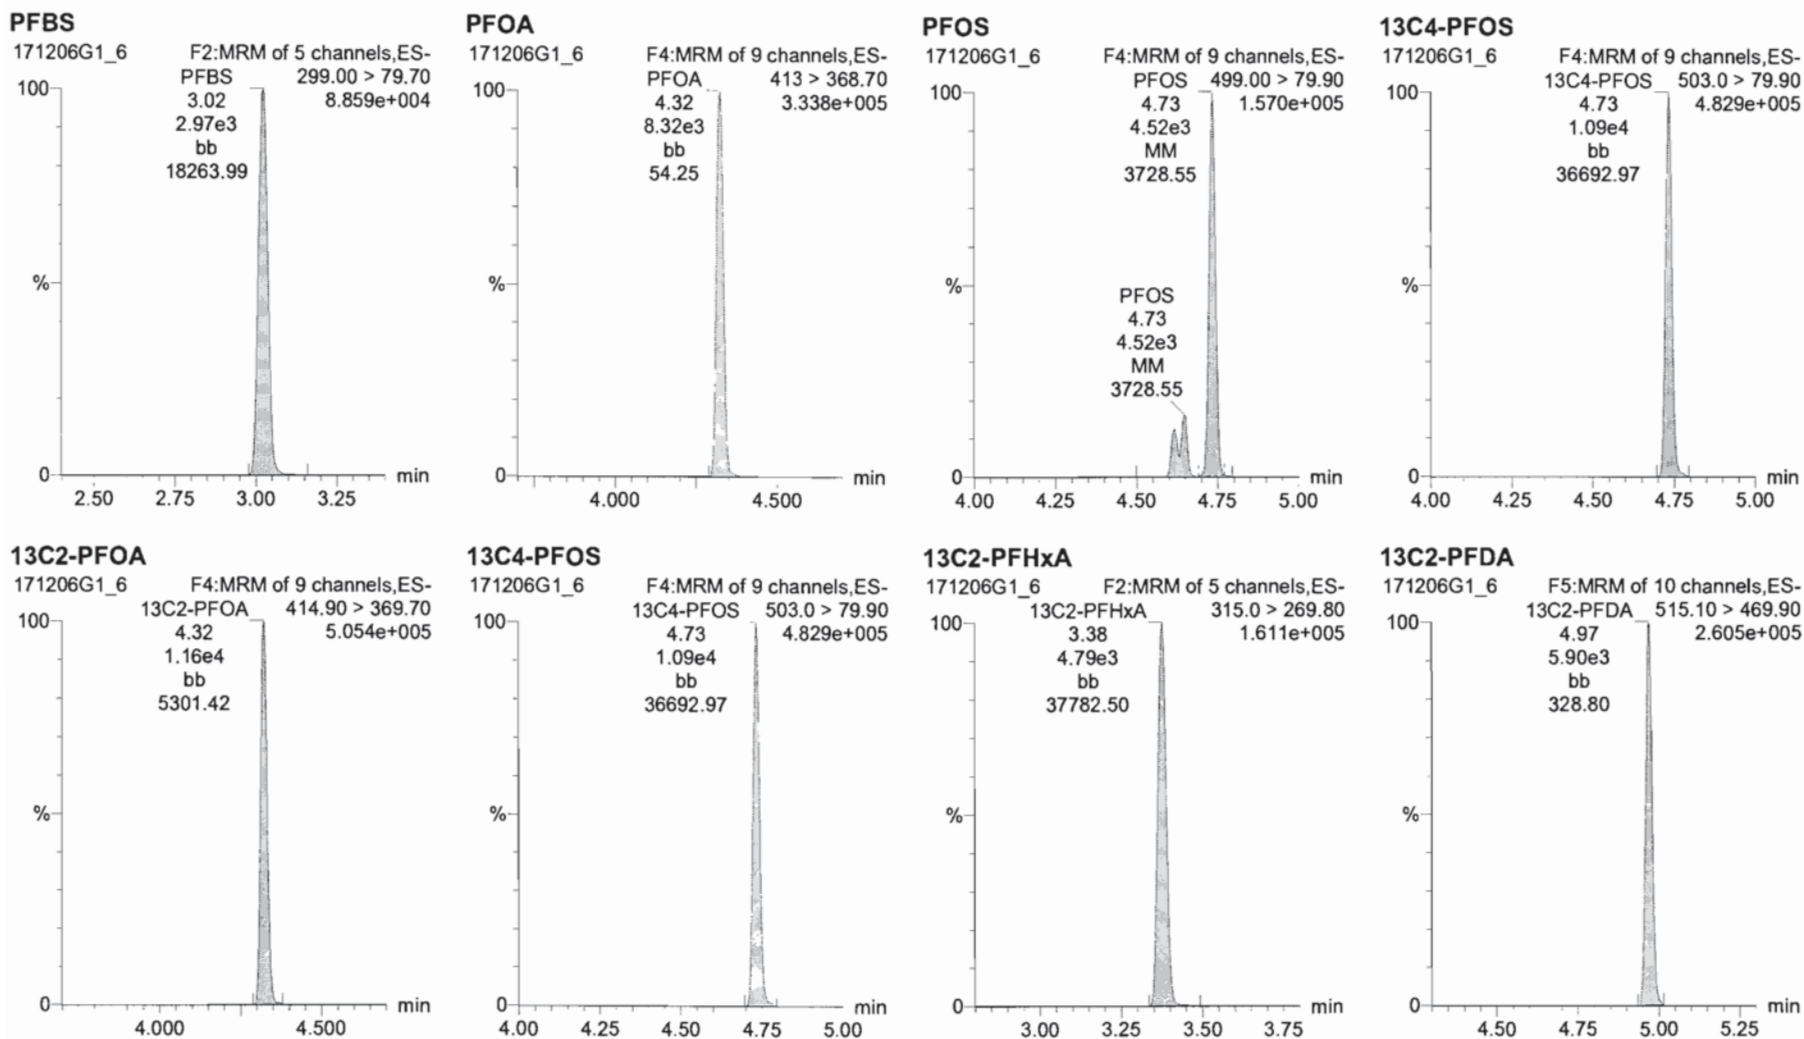 PFBS
171206G1_6 F2:MRM of 5 channels,ES-
PFBS 299.00 > 79.70
3.02 8.859e+004
2.97e3
bb
18263.99
100
%
0
min
2.50 2.75 3.00 3.25
PFOA
171206G1_6 F4:MRM of 9 channels,ES-
PFOA 413 > 368.70
4.32 3.338e+005
8.32e3
bb
54.25
100
%
0
min
4.000 4.500
PFOS
171206G1_6 F4:MRM of 9 channels,ES-
PFOS 499.00 > 79.90
4.73 1.570e+005
4.52e3
MM
3728.55
PFOS
4.73
4.52e3
MM
3728.55
100
%
0
min
4.00 4.25 4.50 4.75 5.00
13C4-PFOS
171206G1_6 F4:MRM of 9 channels,ES-
13C4-PFOS 503.0 > 79.90
4.73 4.829e+005
1.09e4
bb
36692.97
100
%
0
min
4.00 4.25 4.50 4.75 5.00
13C2-PFOA
171206G1_6 F4:MRM of 9 channels,ES-
13C2-PFOA 414.90 > 369.70
4.32 5.054e+005
1.16e4
bb
5301.42
100
%
0
min
4.000 4.500
13C4-PFOS
171206G1_6 F4:MRM of 9 channels,ES-
13C4-PFOS 503.0 > 79.90
4.73 4.829e+005
1.09e4
bb
36692.97
100
%
0
min
4.00 4.25 4.50 4.75 5.00
13C2-PFHxA
171206G1_6 F2:MRM of 5 channels,ES-
13C2-PFHxA 315.0 > 269.80
3.38 1.611e+005
4.79e3
bb
37782.50
100
%
0
min
3.00 3.25 3.50 3.75
13C2-PFDA
171206G1_6 F5:MRM of 10 channels,ES-
13C2-PFDA 515.10 > 469.90
4.97 2.605e+005
5.90e3
bb
328.80
100
%
0
min
4.50 4.75 5.00 5.25